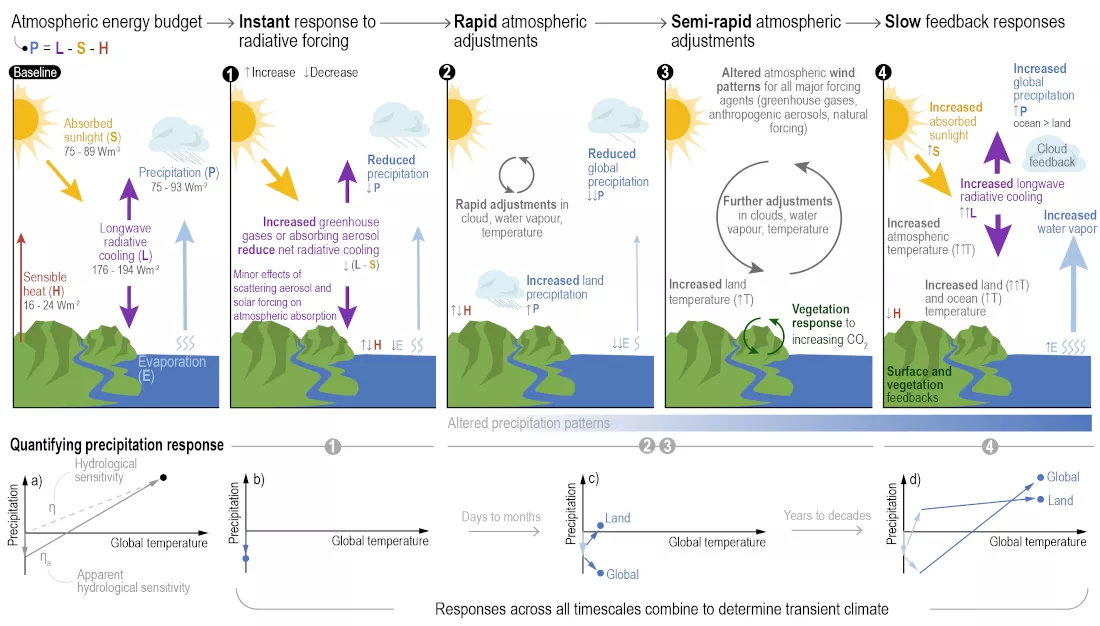 Atmospheric energy budget
P = L - S - H
Instant response to
radiative forcing
Rapid atmospheric
adjustments
Semi-rapid atmospheric
adjustments
Slow feedback responses
Baseline
Absorbed
sunlight (S)
75 - 89 Wm-2
Precipitation (P)
75 - 93 Wm-2
Longwave
radiative
cooling (L)
176 - 194 Wm-2
Sensible
heat (H)
16 - 24 Wm-2
Evaporation
(E)
1
↑Increase ↓Decrease
Reduced
precipitation
↓P
Increased greenhouse
gases or absorbing aerosol
reduce net radiative cooling
↓ (L - S)
Minor effects of
scattering aerosol and
solar forcing on
atmospheric absorption
↑↓H ↓E
2
Reduced
global
precipitation
↓↓P
Rapid adjustments in
cloud, water vapour,
temperature
Increased land
precipitation
↑P
↑↓H
↓↓E
3
Altered atmospheric wind
patterns for all major forcing
agents (greenhouse gases,
anthropogenic aerosols, natural
forcing)
Further adjustments
in clouds, water
vapour, temperature
Increased land
temperature (↑T)
Vegetation
response to
increasing CO2
4
Increased
global
precipitation
↑P
ocean > land
Increased
absorbed
sunlight
↑S
Cloud
feedback
Increased longwave
radiative cooling
↑↑L
Increased
atmospheric
temperature (↑↑T)
Increased
water vapor
Increased land (↑↑T)
and ocean (↑T)
temperature
↓H
↑E
Surface and
vegetation
feedbacks
Altered precipitation patterns
Quantifying precipitation response
1
2 3
4
a)
Hydrological
sensitivity
η
Precipitation
Global temperature
ηa
Apparent
hydrological sensitivity
b)
Precipitation
Global temperature
Days to months
c)
Land
Precipitation
Global temperature
Global
Years to decades
d)
Global
Land
Precipitation
Global temperature
Responses across all timescales combine to determine transient climate